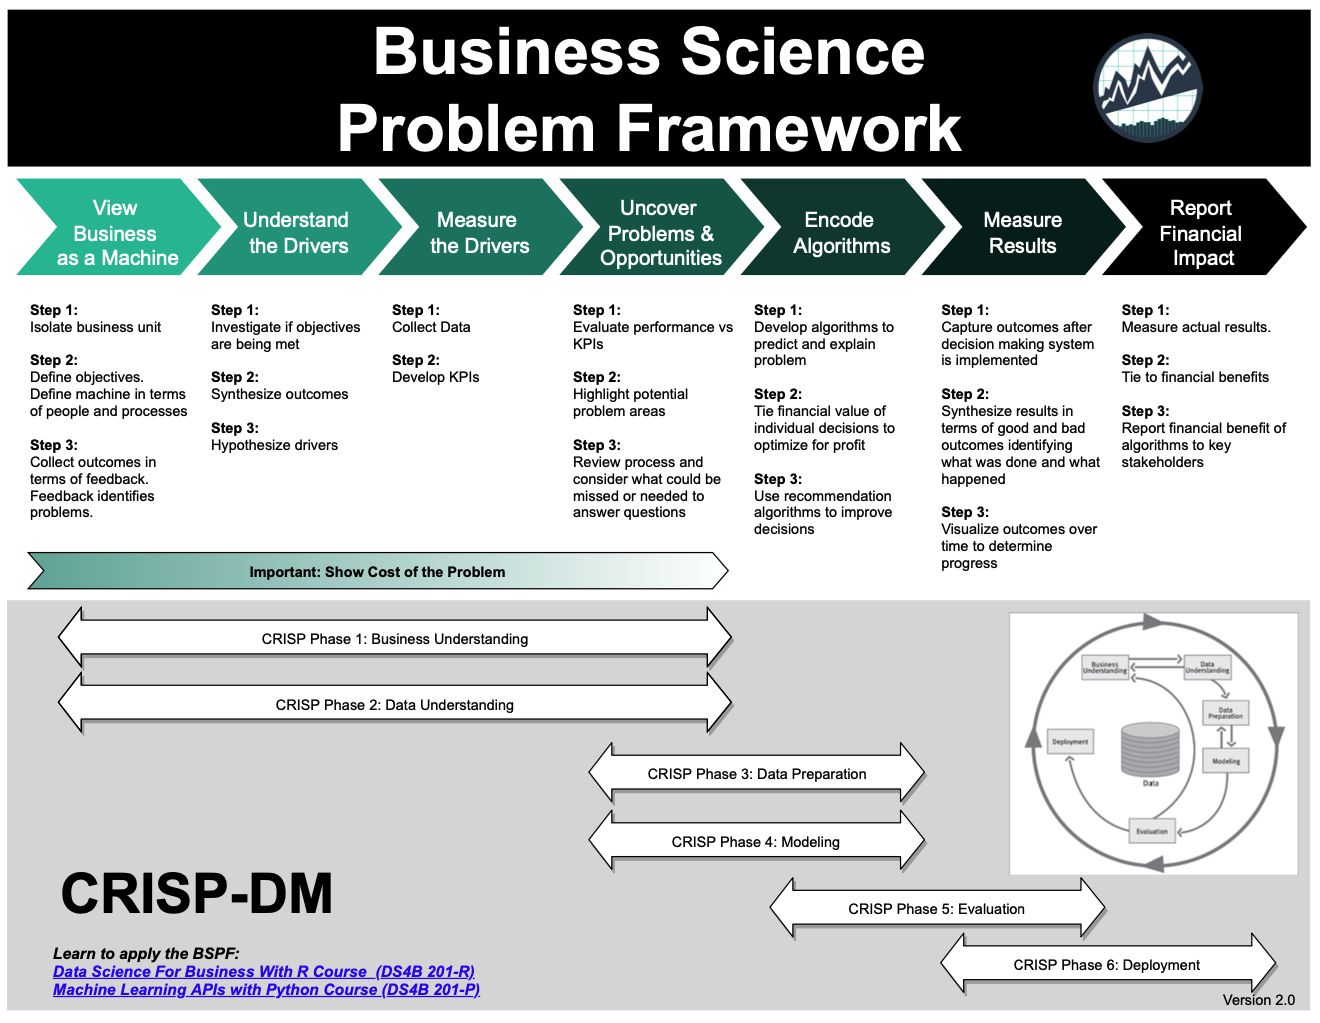 Business Science
Problem Framework
View
Business
as a Machine
Understand
the Drivers
Measure
the Drivers
Uncover
Problems &
Opportunities
Encode
Algorithms
Measure
Results
Report
Financial
Impact
Step 1:
Isolate business unit
Step 2:
Define objectives.
Define machine in terms
of people and processes
Step 3:
Collect outcomes in
terms of feedback.
Feedback identifies
problems.
Step 1:
Investigate if objectives
are being met
Step 2:
Synthesize outcomes
Step 3:
Hypothesize drivers
Step 1:
Collect Data
Step 2:
Develop KPIs
Step 1:
Evaluate performance vs
KPIs
Step 2:
Highlight potential
problem areas
Step 3:
Review process and
consider what could be
missed or needed to
answer questions
Step 1:
Develop algorithms to
predict and explain
problem
Step 2:
Tie financial value of
individual decisions to
optimize for profit
Step 3:
Use recommendation
algorithms to improve
decisions
Step 1:
Capture outcomes after
decision making system
is implemented
Step 2:
Synthesize results in
terms of good and bad
outcomes identifying
what was done and what
happened
Step 3:
Visualize outcomes over
time to determine
progress
Step 1:
Measure actual results.
Step 2:
Tie to financial benefits
Step 3:
Report financial benefit of
algorithms to key
stakeholders
Important: Show Cost of the Problem
CRISP Phase 1: Business Understanding
CRISP Phase 2: Data Understanding
CRISP Phase 3: Data Preparation
CRISP Phase 4: Modeling
CRISP Phase 5: Evaluation
CRISP Phase 6: Deployment
Business
Understanding
Data
Understanding
Data
Preparation
Modeling
Deployment
Data
Evaluation
CRISP-DM
Learn to apply the BSPF:
Data Science For Business With R Course (DS4B 201-R)
Machine Learning APIs with Python Course (DS4B 201-P)
Version 2.0